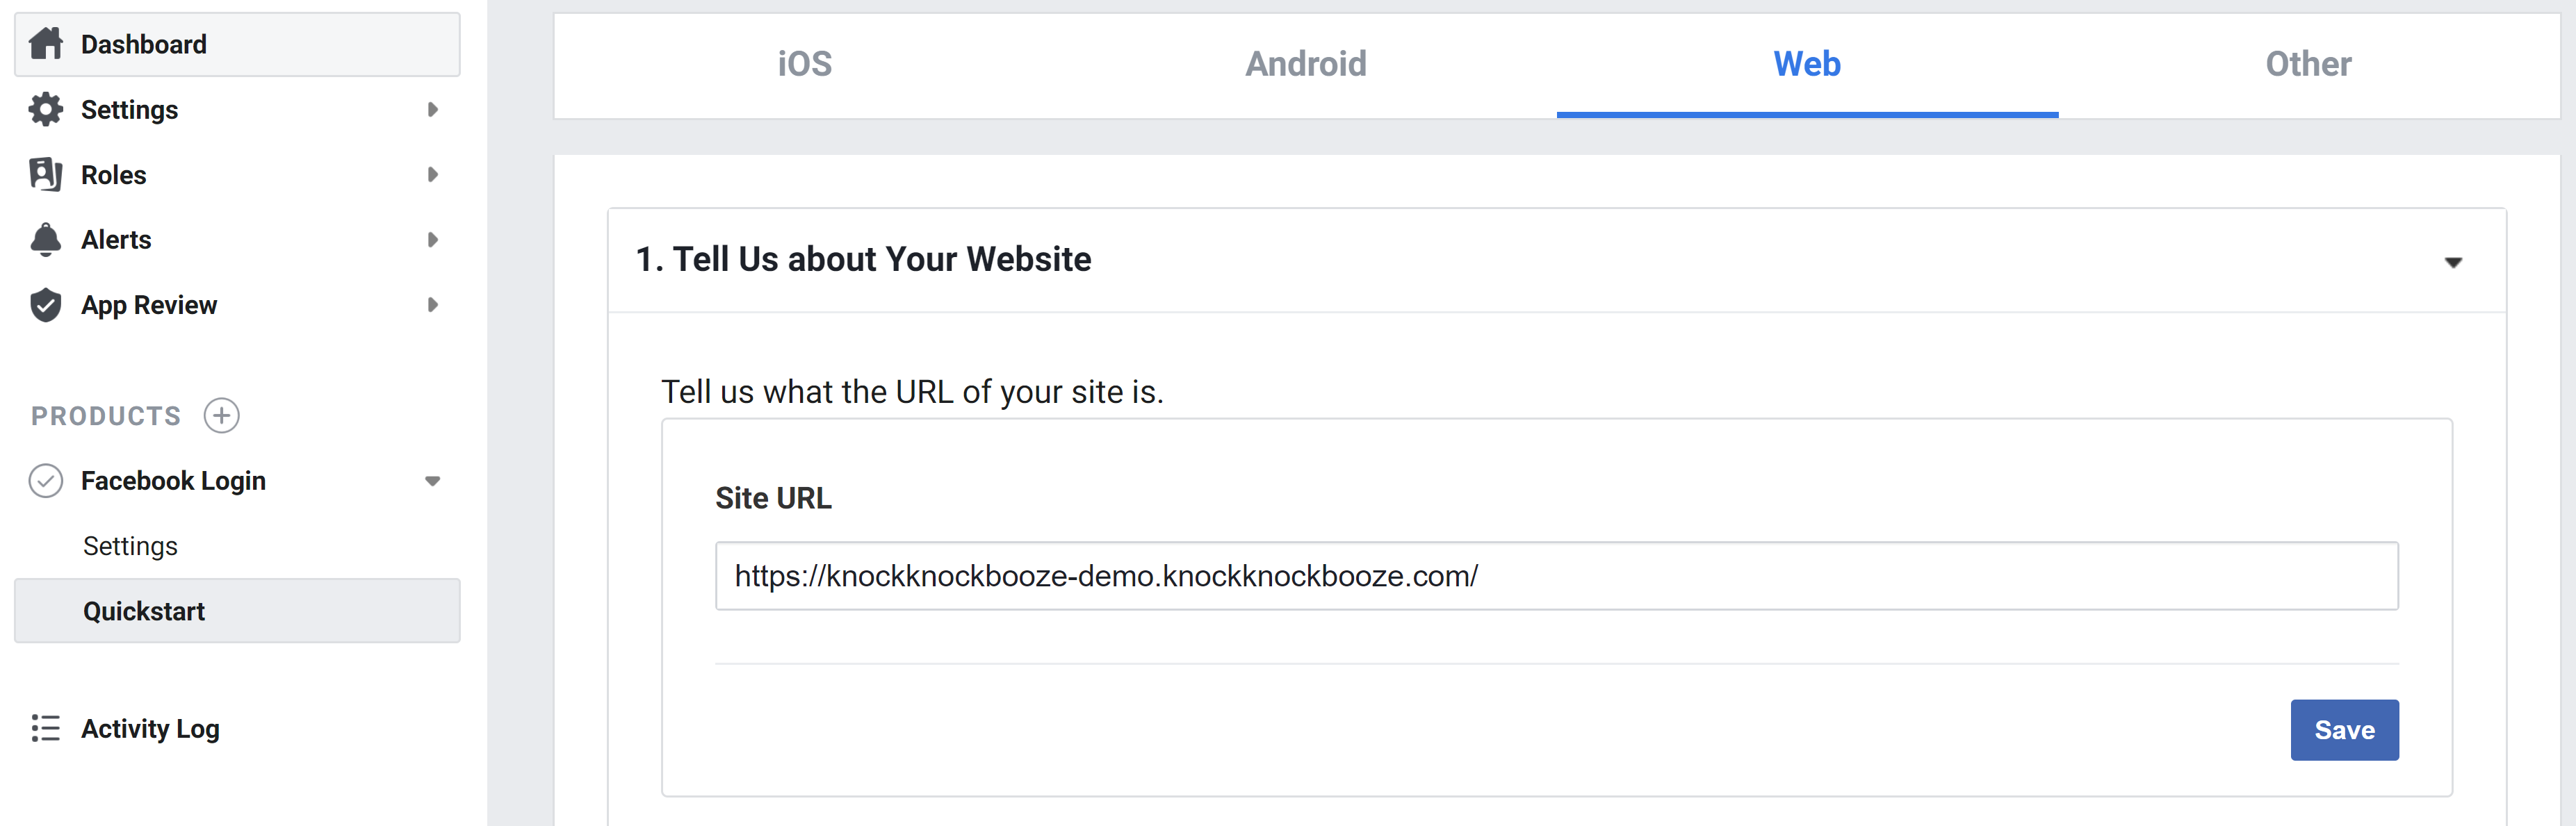 Dashboard
Settings
Roles
Alerts
App Review
PRODUCTS
Facebook Login
Settings
Quickstart
Activity Log
iOS Android Web Other
1. Tell Us about Your Website
Tell us what the URL of your site is.
Site URL
https://knockknockbooze-demo.knockknockbooze.com/
Save